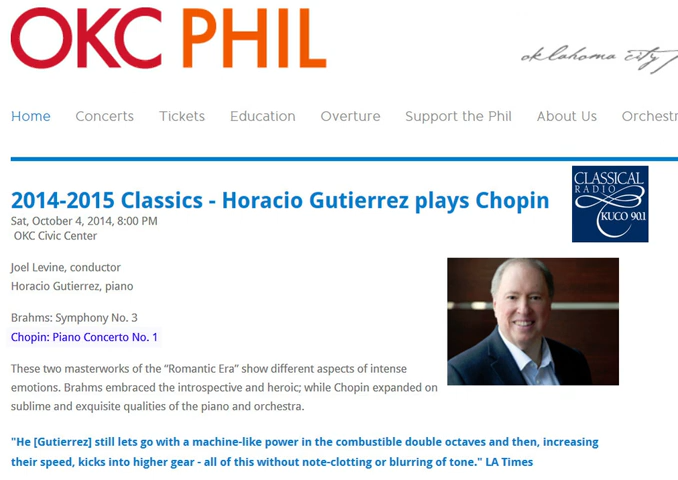 OKC PHIL
oklahoma city
Home Concerts Tickets Education Overture Support the Phil About Us Orchestr
2014-2015 Classics - Horacio Gutierrez plays Chopin
CLASSICAL
RADIO
KUCO 90.1
Sat, October 4, 2014, 8:00 PM
OKC Civic Center
Joel Levine, conductor
Horacio Gutierrez, piano
Brahms: Symphony No. 3
Chopin: Piano Concerto No. 1
These two masterworks of the “Romantic Era” show different aspects of intense
emotions. Brahms embraced the introspective and heroic; while Chopin expanded on
sublime and exquisite qualities of the piano and orchestra.
"He [Gutierrez] still lets go with a machine-like power in the combustible double octaves and then, increasing
their speed, kicks into higher gear - all of this without note-clotting or blurring of tone." LA Times